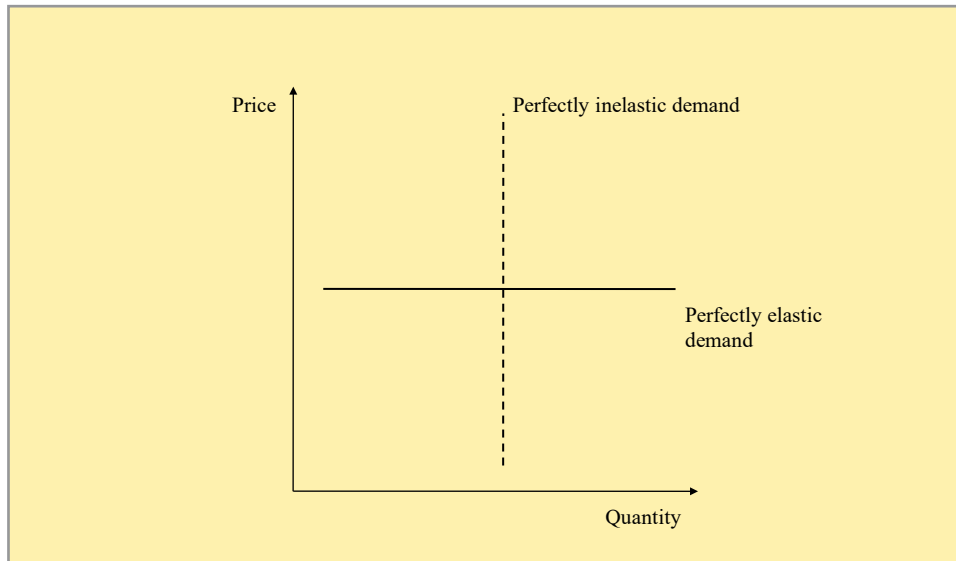 Price
Perfectly inelastic demand
Perfectly elastic
demand
Quantity